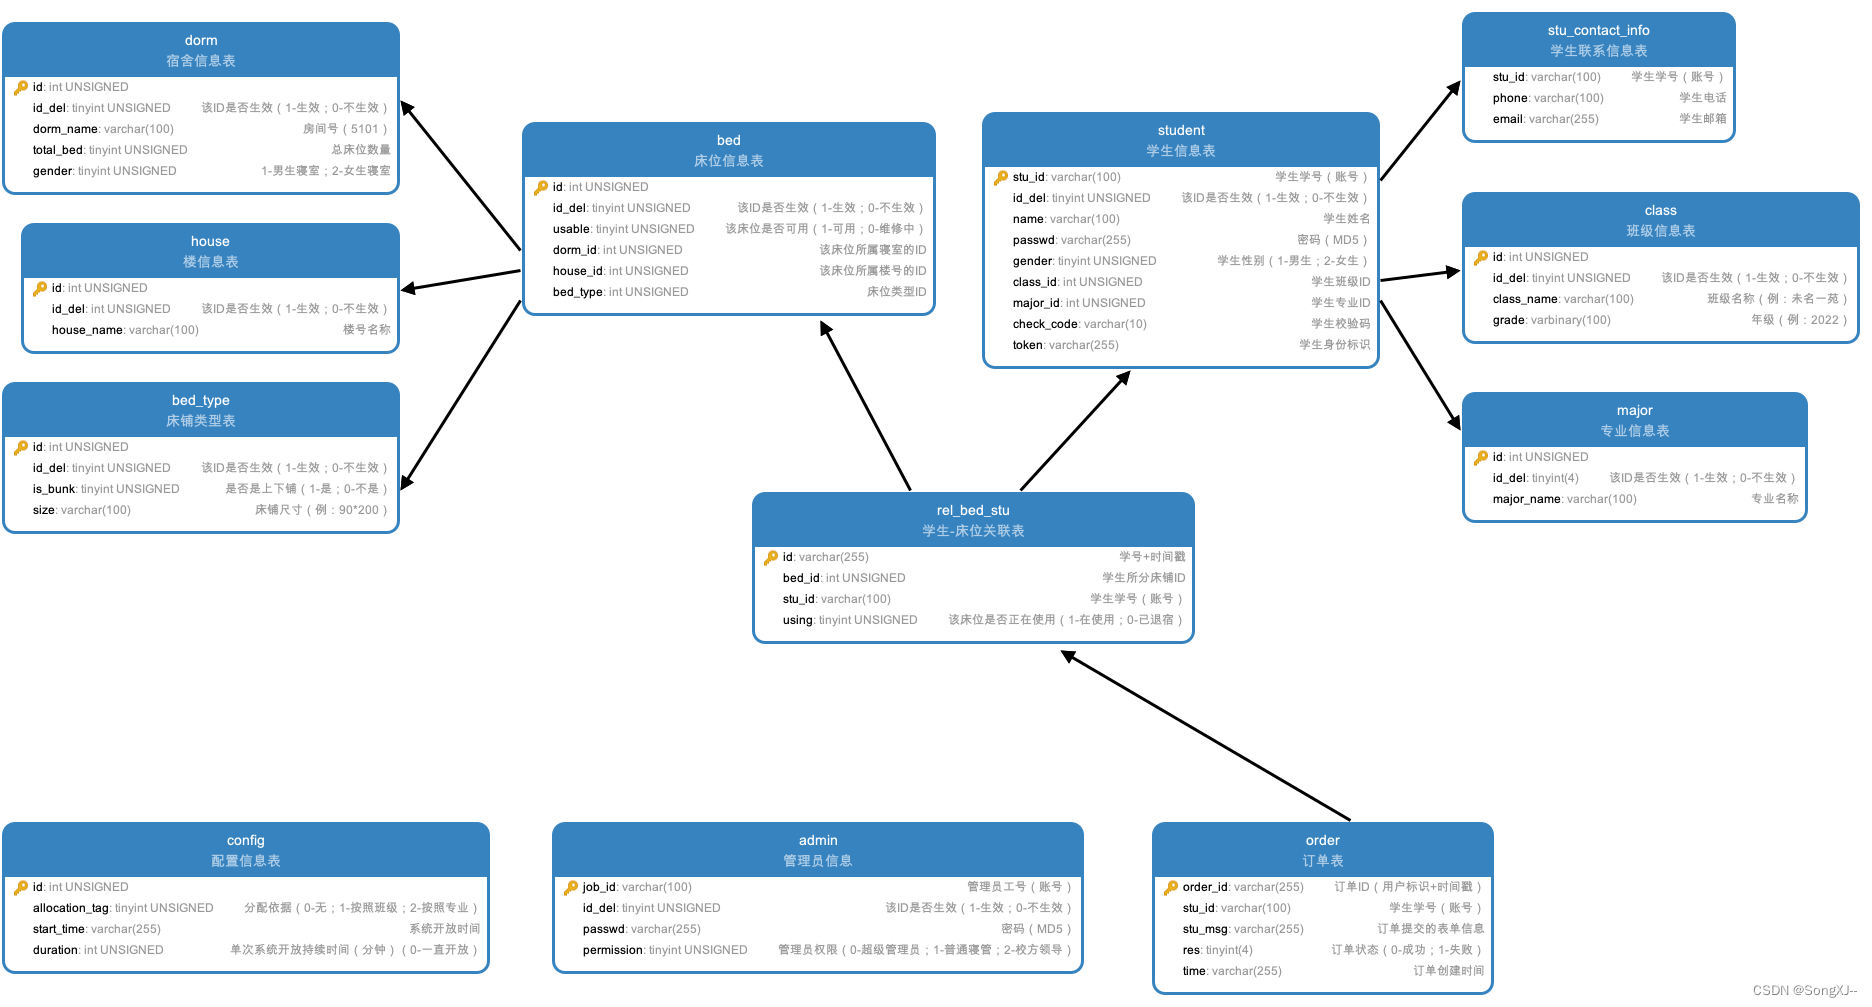 dorm
宿舍信息表
id: int UNSIGNED
id_del: tinyint UNSIGNED 该ID是否生效（1-生效；0-不生效）
dorm_name: varchar(100) 房间号（5101）
total_bed: tinyint UNSIGNED 总床位数量
gender: tinyint UNSIGNED 1-男生寝室；2-女生寝室
house
楼信息表
id: int UNSIGNED
id_del: int UNSIGNED 该ID是否生效（1-生效；0-不生效）
house_name: varchar(100) 楼号名称
bed_type
床铺类型表
id: int UNSIGNED
id_del: tinyint UNSIGNED 该ID是否生效（1-生效；0-不生效）
is_bunk: tinyint UNSIGNED 是否是上下铺（1-是；0-不是）
size: varchar(100) 床铺尺寸（例：90*200）
bed
床位信息表
id: int UNSIGNED
id_del: tinyint UNSIGNED 该ID是否生效（1-生效；0-不生效）
usable: tinyint UNSIGNED 该床位是否可用（1-可用；0-维修中）
dorm_id: int UNSIGNED 该床位所属寝室的ID
house_id: int UNSIGNED 该床位所属楼号的ID
bed_type: int UNSIGNED 床位类型ID
student
学生信息表
stu_id: varchar(100) 学生学号（账号）
id_del: tinyint UNSIGNED 该ID是否生效（1-生效；0-不生效）
name: varchar(100) 学生姓名
passwd: varchar(255) 密码（MD5）
gender: tinyint UNSIGNED 学生性别（1-男生；2-女生）
class_id: int UNSIGNED 学生班级ID
major_id: int UNSIGNED 学生专业ID
check_code: varchar(10) 学生校验码
token: varchar(255) 学生身份标识
stu_contact_info
学生联系信息表
stu_id: varchar(100) 学生学号（账号）
phone: varchar(100) 学生电话
email: varchar(255) 学生邮箱
class
班级信息表
id: int UNSIGNED
id_del: tinyint UNSIGNED 该ID是否生效（1-生效；0-不生效）
class_name: varchar(100) 班级名称（例：未名一苑）
grade: varbinary(100) 年级（例：2022）
major
专业信息表
id: int UNSIGNED
id_del: tinyint(4) 该ID是否生效（1-生效；0-不生效）
major_name: varchar(100) 专业名称
rel_bed_stu
学生-床位关联表
id: varchar(255) 学号+时间戳
bed_id: int UNSIGNED 学生所分床铺ID
stu_id: varchar(100) 学生学号（账号）
using: tinyint UNSIGNED 该床位是否正在使用（1-在使用；0-已退宿）
config
配置信息表
id: int UNSIGNED
allocation_tag: tinyint UNSIGNED 分配依据（0-无；1-按照班级；2-按照专业）
start_time: varchar(255) 系统开放时间
duration: int UNSIGNED 单次系统开放持续时间（分钟）（0-一直开放）
admin
管理员信息
job_id: varchar(100) 管理员工号（账号）
id_del: tinyint UNSIGNED 该ID是否生效（1-生效；0-不生效）
passwd: varchar(255) 密码（MD5）
permission: tinyint UNSIGNED 管理员权限（0-超级管理员；1-普通寝管；2-校方领导）
order
订单表
order_id: varchar(255) 订单ID（用户标识+时间戳）
stu_id: varchar(100) 学生学号（账号）
stu_msg: varchar(255) 订单提交的表单信息
res: tinyint(4) 订单状态（0-成功；1-失败）
time: varchar(255) 订单创建时间
CSDN @SongXJ--